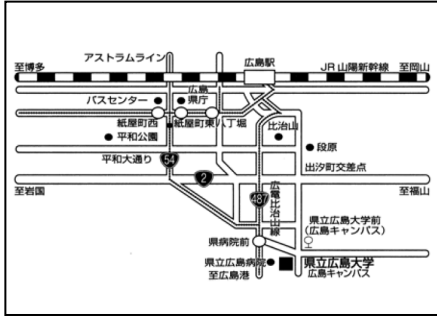 アストラムライン
広島駅
至博多
JR山陽新幹線
至岡山
バスセンター
広島
県庁
紙屋町西
紙屋町東
八丁堀
平和公園
比治山
段原
平和大通り
54
出汐町交差点
2
至岩国
487
広電比治山線
至福山
県立広島大学前
(広島キャンパス)
県病院前
県立広島病院
県立広島大学
至広島港
広島キャンパス